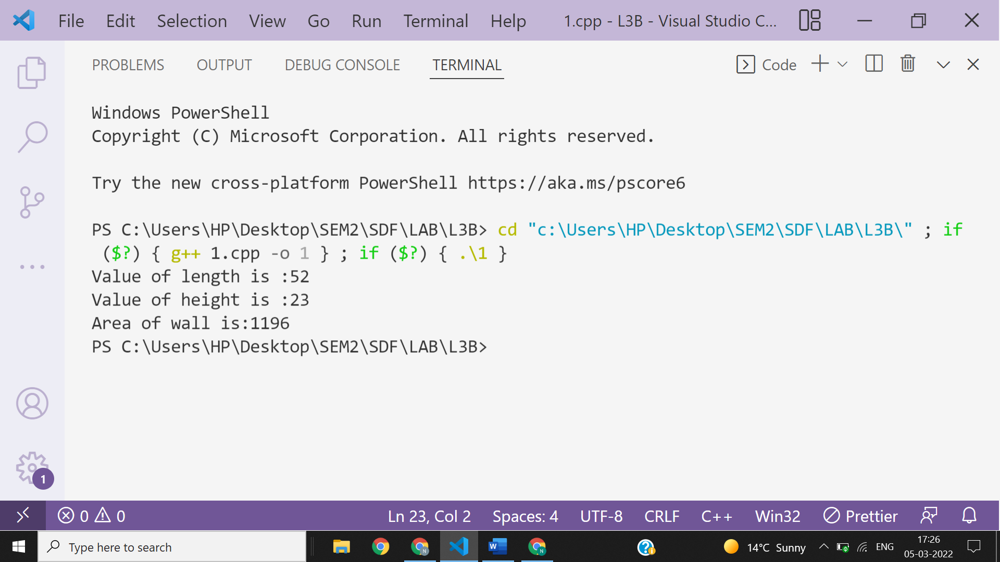 File Edit Selection View Go Run Terminal Help 1.cpp - L3B - Visual Studio C...
PROBLEMS OUTPUT DEBUG CONSOLE TERMINAL Code
Windows PowerShell
Copyright (C) Microsoft Corporation. All rights reserved.
Try the new cross-platform PowerShell https://aka.ms/pscore6
PS C:\Users\HP\Desktop\SEM2\SDF\LAB\L3B> cd "c:\Users\HP\Desktop\SEM2\SDF\LAB\L3B\" ; if
($?) { g++ 1.cpp -o 1 } ; if ($?) { .\1 }
Value of length is :52
Value of height is :23
Area of wall is:1196
PS C:\Users\HP\Desktop\SEM2\SDF\LAB\L3B>
1
0 0 Ln 23, Col 2 Spaces: 4 UTF-8 CRLF C++ Win32 Prettier
Type here to search W N N 14°C Sunny ENG 17:26
05-03-2022